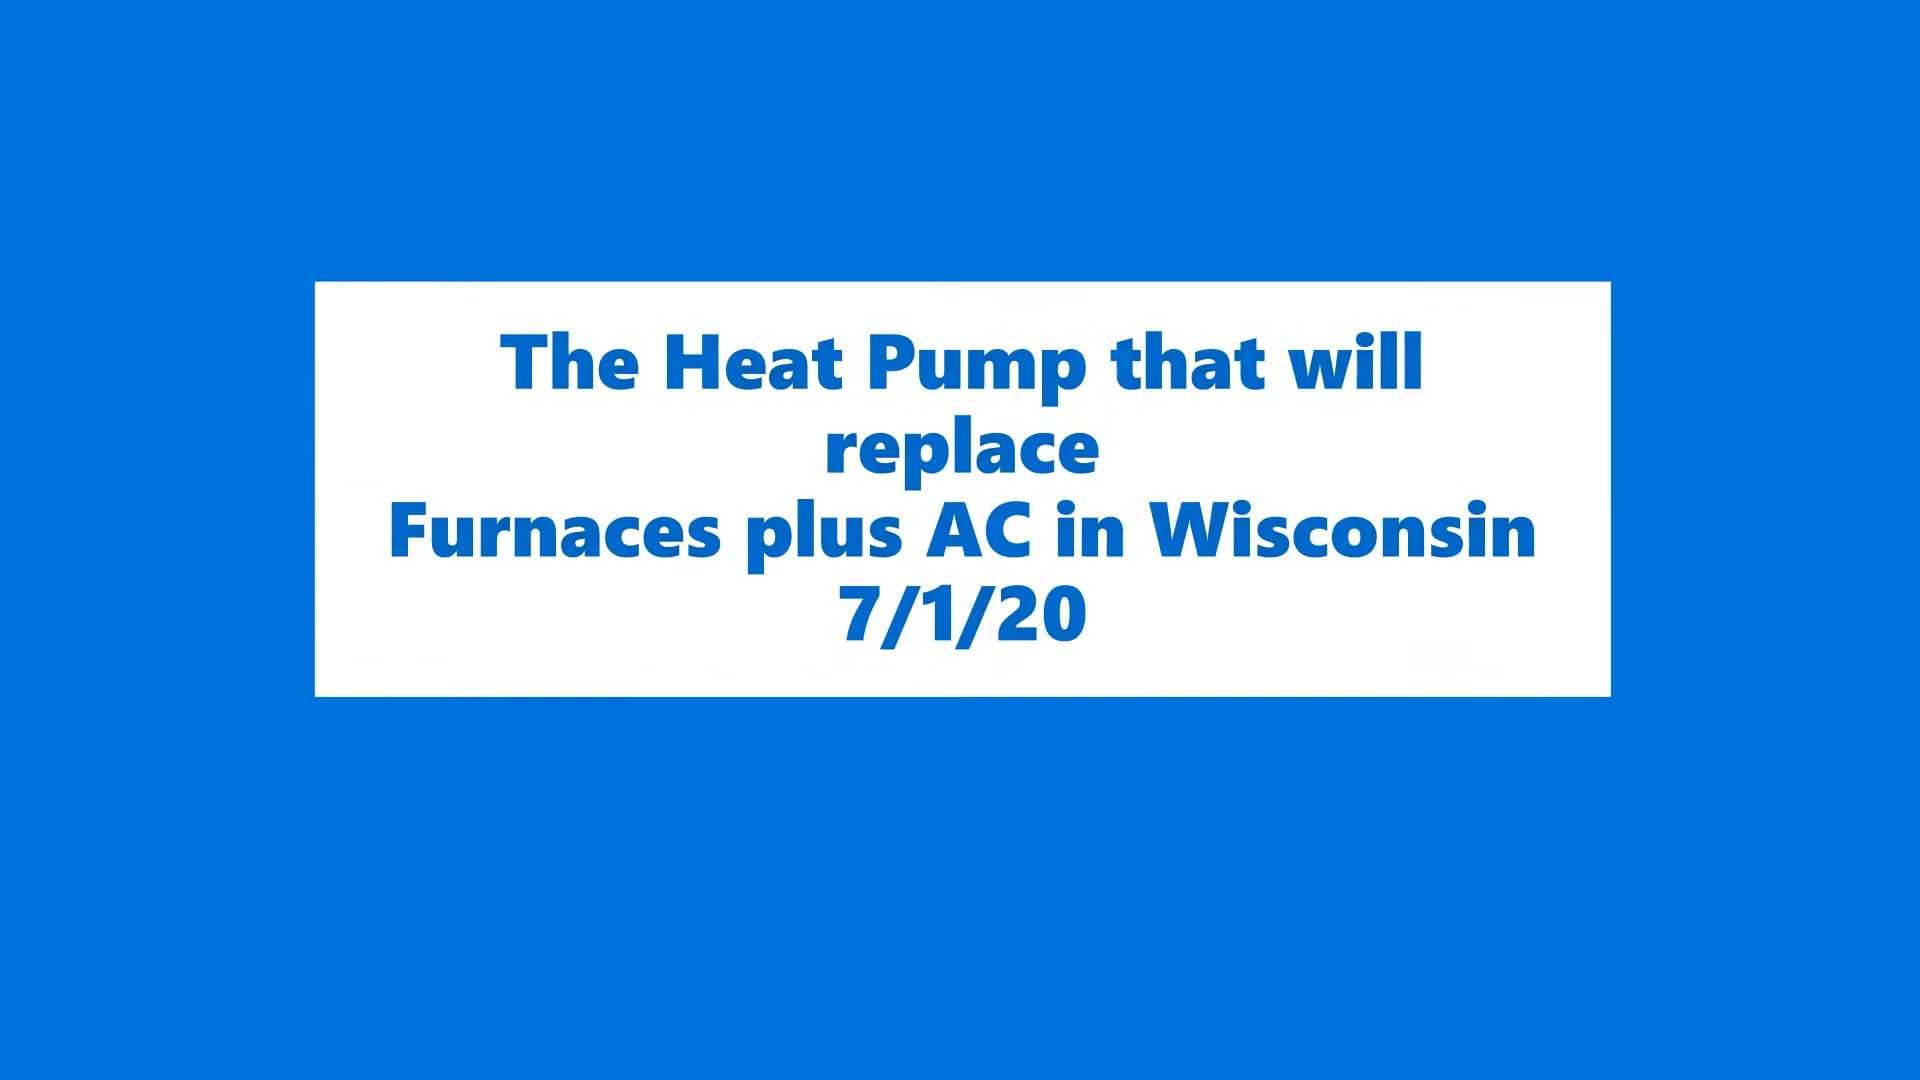 The Heat Pump that will
replace
Furnaces plus AC in Wisconsin
7/1/20